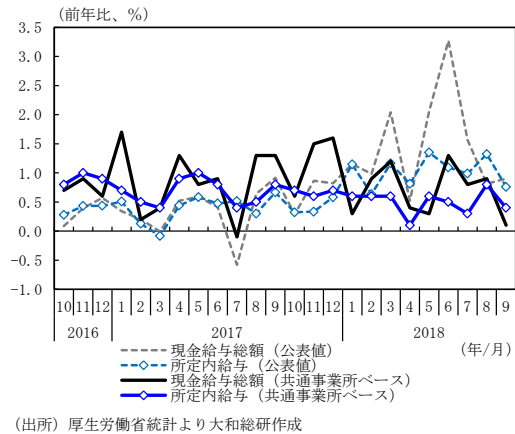 (前年比、%)
3.5
3.0
2.5
2.0
1.5
1.0
0.5
0.0
-0.5
-1.0
10 11 12 1 2 3 4 5 6 7 8 9 10 11 12 1 2 3 4 5 6 7 8 9
2016 2017 2018
(年/月)
現金給与総額(公表値)
所定内給与(公表値)
現金給与総額(共通事業所ベース)
所定内給与(共通事業所ベース)
(出所)厚生労働省統計より大和総研作成